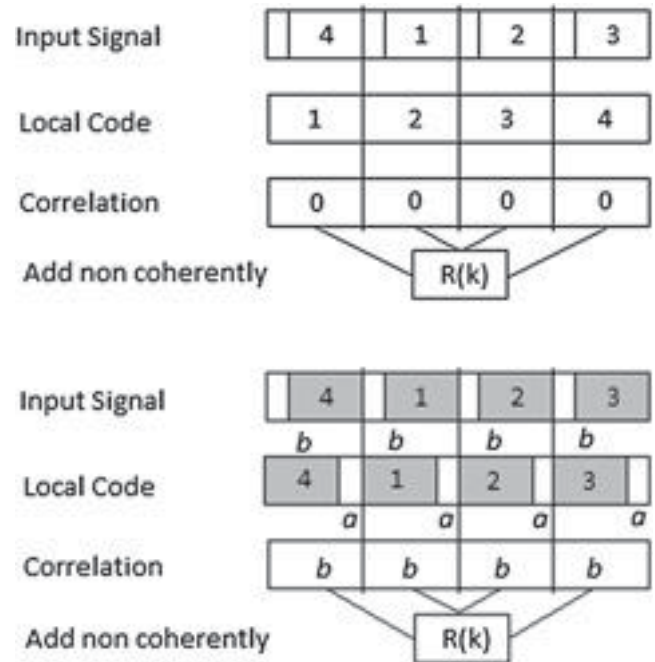 Input Signal 4 1 2 3
Local Code 1 2 3 4
Correlation 0 0 0 0
Add non coherently R(k)
Input Signal 4 1 2 3
b b b b
Local Code 4 1 2 3
a a a a
Correlation b b b b
Add non coherently R(k)